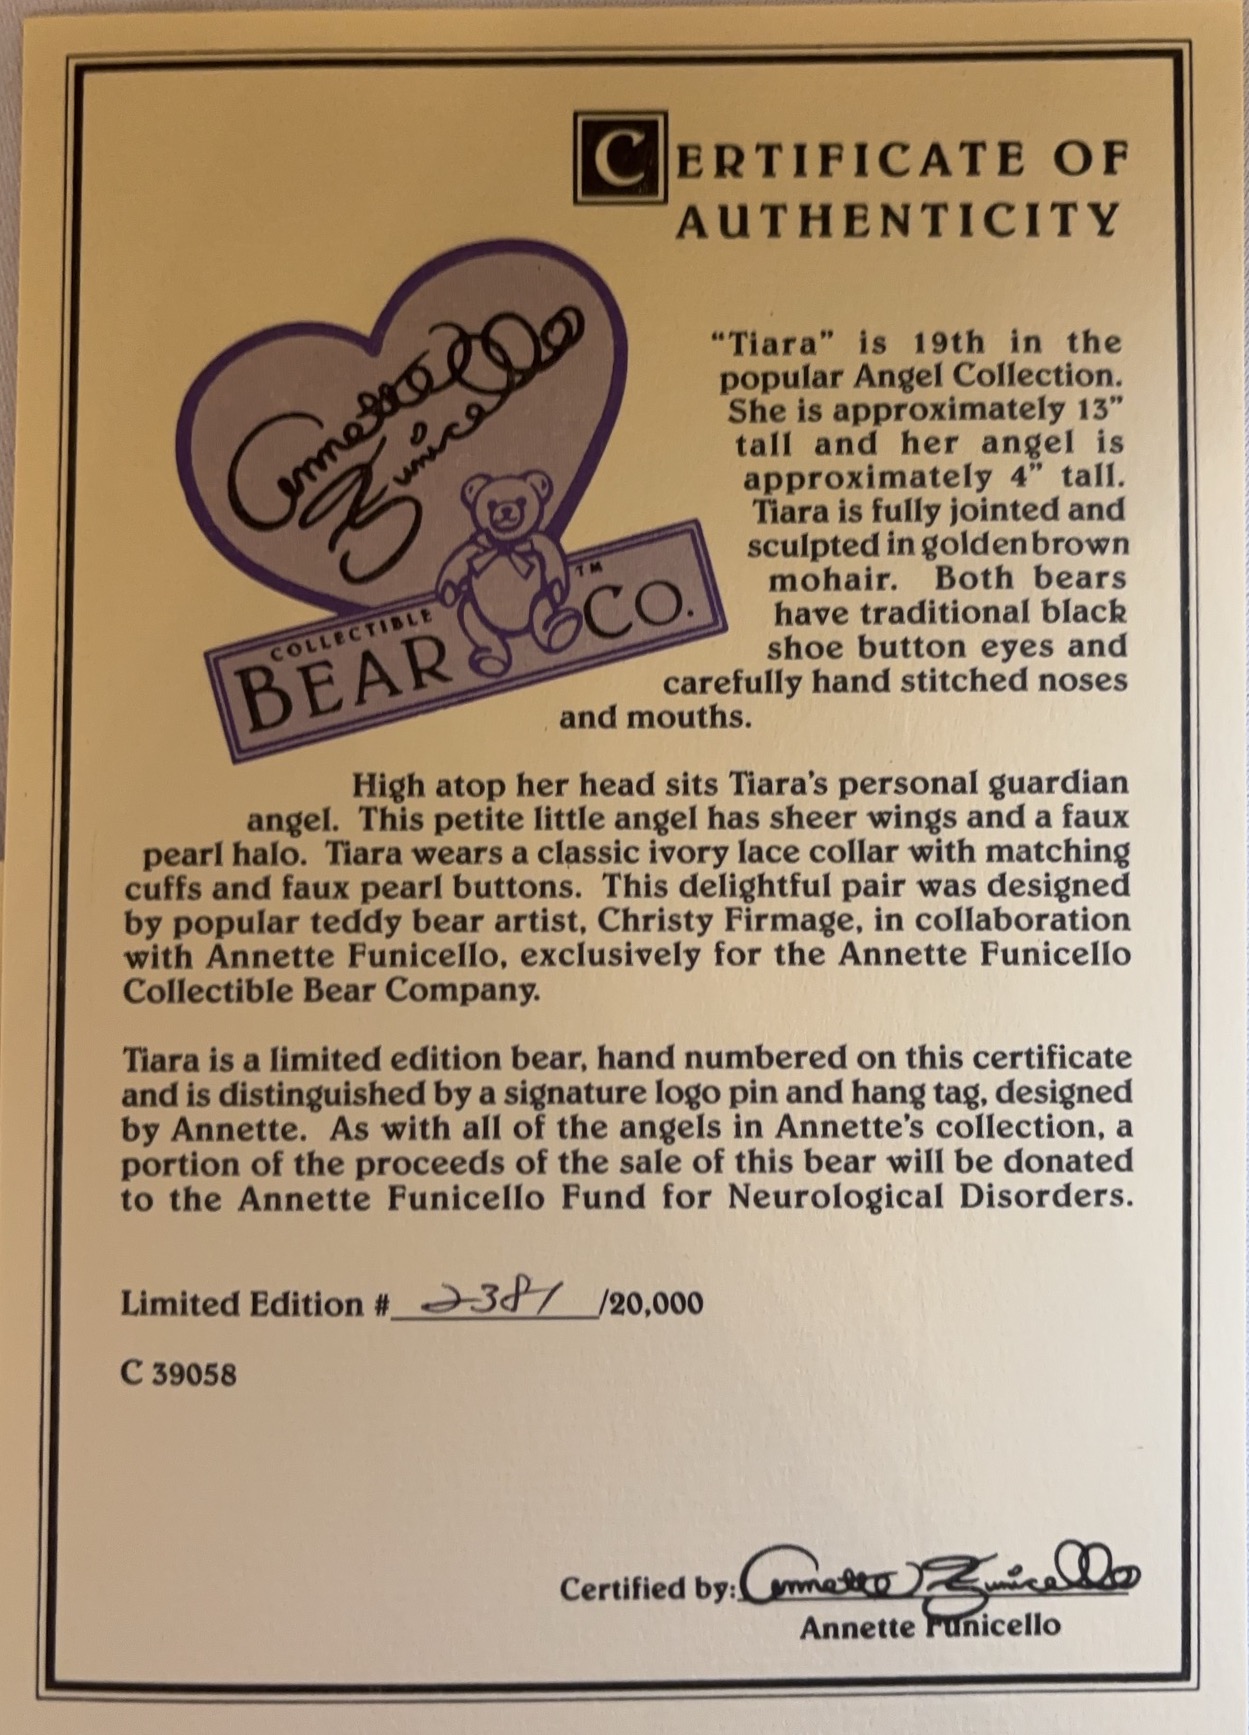 CERTIFICATE OF
AUTHENTICITY
Annette
Funicello
COLLECTIBLE
BEAR CO.™
“Tiara” is 19th in the
popular Angel Collection.
She is approximately 13”
tall and her angel is
approximately 4” tall.
Tiara is fully jointed and
sculpted in golden brown
mohair. Both bears
have traditional black
shoe button eyes and
carefully hand stitched noses
and mouths.
High atop her head sits Tiara’s personal guardian
angel. This petite little angel has sheer wings and a faux
pearl halo. Tiara wears a classic ivory lace collar with matching
cuffs and faux pearl buttons. This delightful pair was designed
by popular teddy bear artist, Christy Firmage, in collaboration
with Annette Funicello, exclusively for the Annette Funicello
Collectible Bear Company.
Tiara is a limited edition bear, hand numbered on this certificate
and is distinguished by a signature logo pin and hang tag, designed
by Annette. As with all of the angels in Annette’s collection, a
portion of the proceeds of the sale of this bear will be donated
to the Annette Funicello Fund for Neurological Disorders.
Limited Edition # 2381 /20,000
C 39058
Certified by: Annette Funicello
Annette Funicello